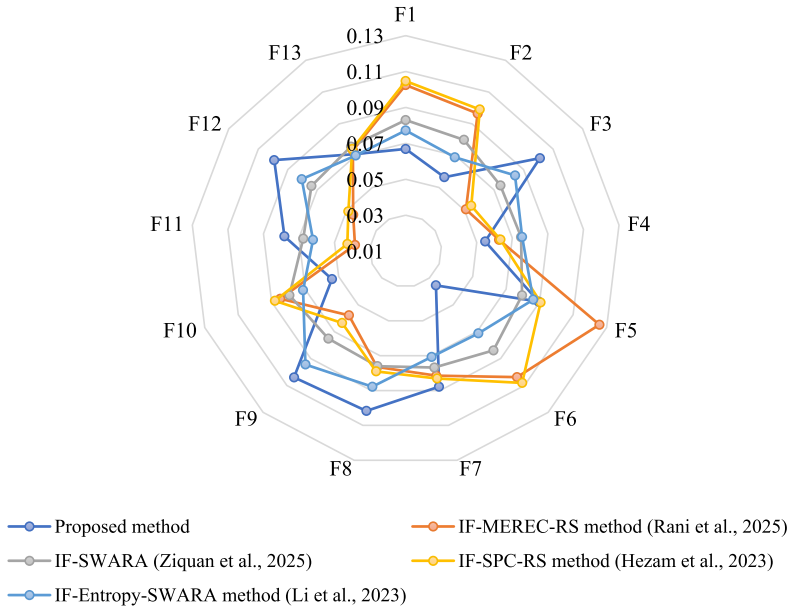 F1
0.13
F13
F2
0.11
0.09
F12
F3
0.07
0.05
0.03
F11
F4
0.01
F10
F5
F9
F6
F8
F7
Proposed method
IF-MEREC-RS method (Rani et al., 2025)
IF-SWARA (Ziquan et al., 2025)
IF-SPC-RS method (Hezam et al., 2023)
IF-Entropy-SWARA method (Li et al., 2023)